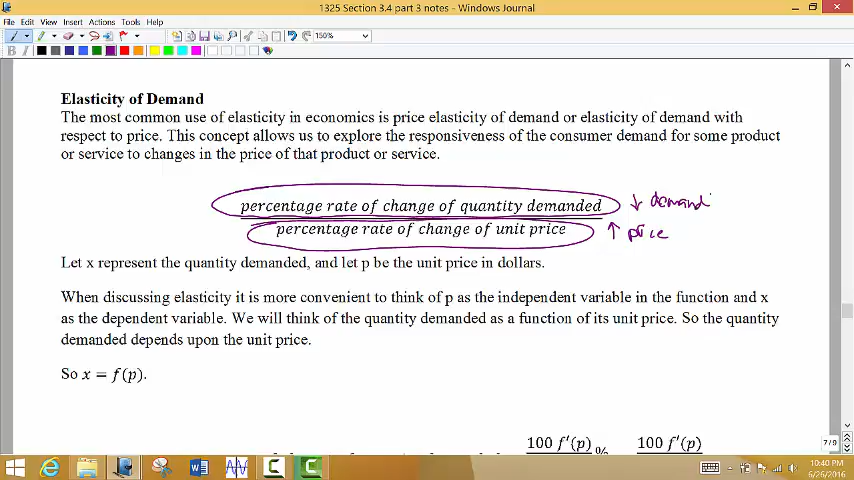 1325 Section 3.4 part 3 notes - Windows Journal
File Edit View Insert Actions Tools Help
150%
B I
Elasticity of Demand
The most common use of elasticity in economics is price elasticity of demand or elasticity of demand with
respect to price. This concept allows us to explore the responsiveness of the consumer demand for some product
or service to changes in the price of that product or service.
percentage rate of change of quantity demanded ↓ demand
percentage rate of change of unit price ↑ price
Let x represent the quantity demanded, and let p be the unit price in dollars.
When discussing elasticity it is more convenient to think of p as the independent variable in the function and x
as the dependent variable. We will think of the quantity demanded as a function of its unit price. So the quantity
demanded depends upon the unit price.
So x = f(p).
100 f′(p) % 100 f′(p)
7/9
10:40 PM
6/26/2016